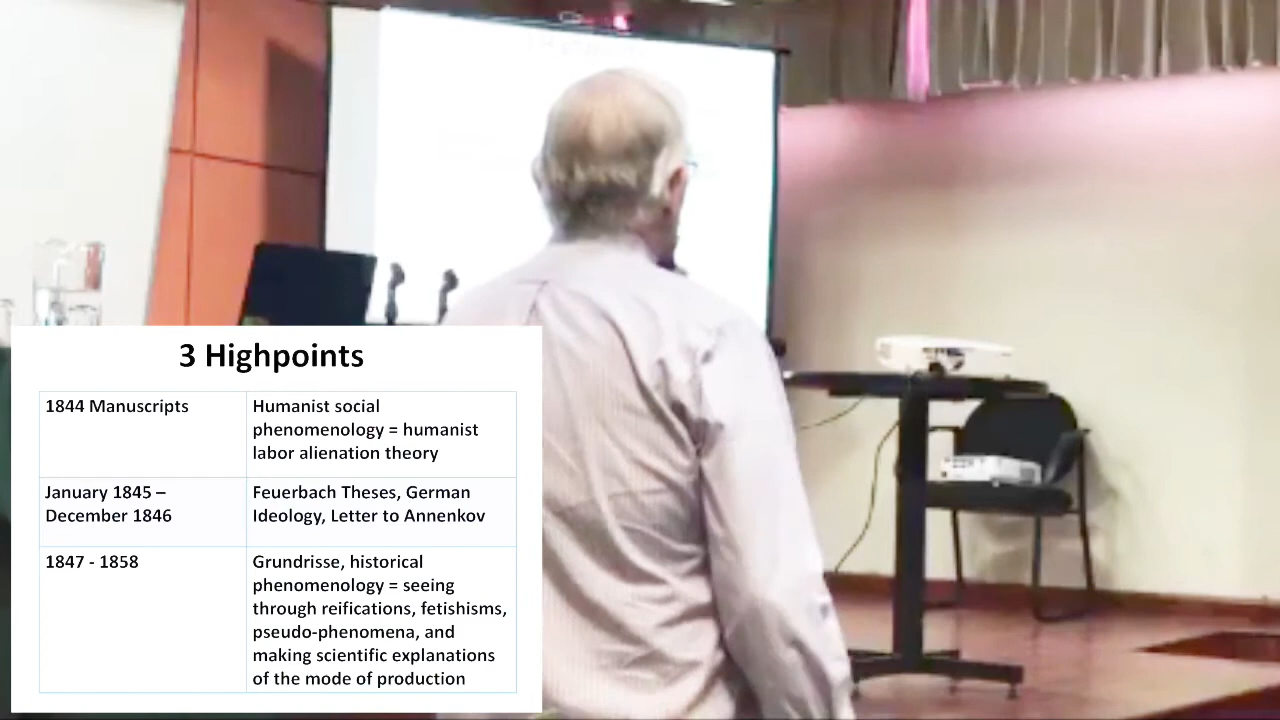 3 Highpoints
1844 Manuscripts
Humanist social
phenomenology = humanist
labor alienation theory
January 1845 –
December 1846
Feuerbach Theses, German
Ideology, Letter to Annenkov
1847 - 1858
Grundrisse, historical
phenomenology = seeing
through reifications, fetishisms,
pseudo-phenomena, and
making scientific explanations
of the mode of production